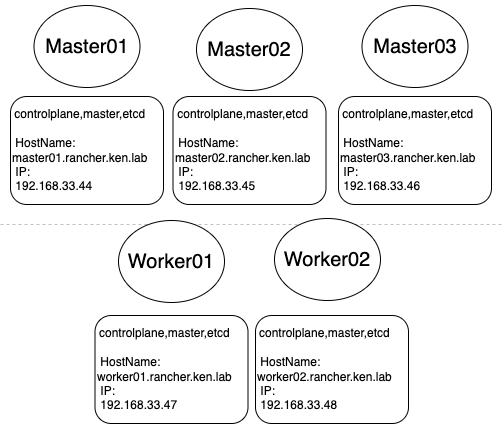 Master01
Master02
Master03
controlplane,master,etcd
HostName:
master01.rancher.ken.lab
IP:
192.168.33.44
controlplane,master,etcd
HostName:
master02.rancher.ken.lab
IP:
192.168.33.45
controlplane,master,etcd
HostName:
master03.rancher.ken.lab
IP:
192.168.33.46
Worker01
Worker02
controlplane,master,etcd
HostName:
worker01.rancher.ken.lab
IP:
192.168.33.47
controlplane,master,etcd
HostName:
worker02.rancher.ken.lab
IP:
192.168.33.48